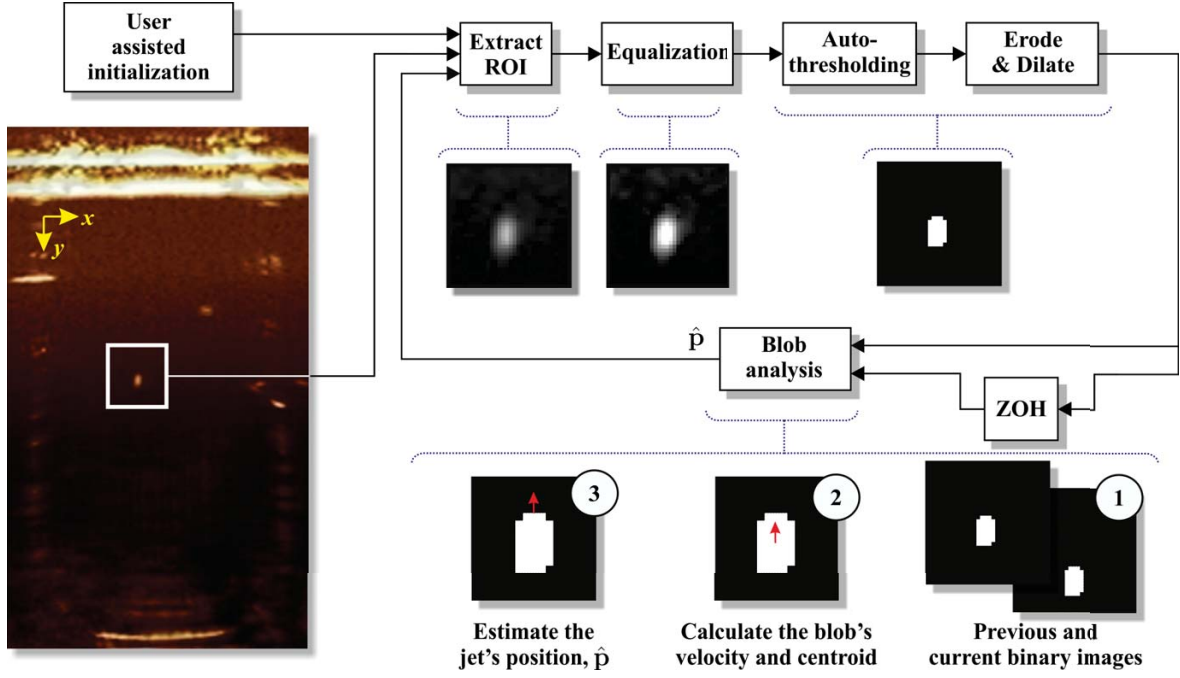 User
assisted
initialization
Extract
ROI
Equalization
Auto-
thresholding
Erode
& Dilate
x
y
p̂
Blob
analysis
ZOH
3
2
1
Estimate the
jet's position, p̂
Calculate the blob's
velocity and centroid
Previous and
current binary images